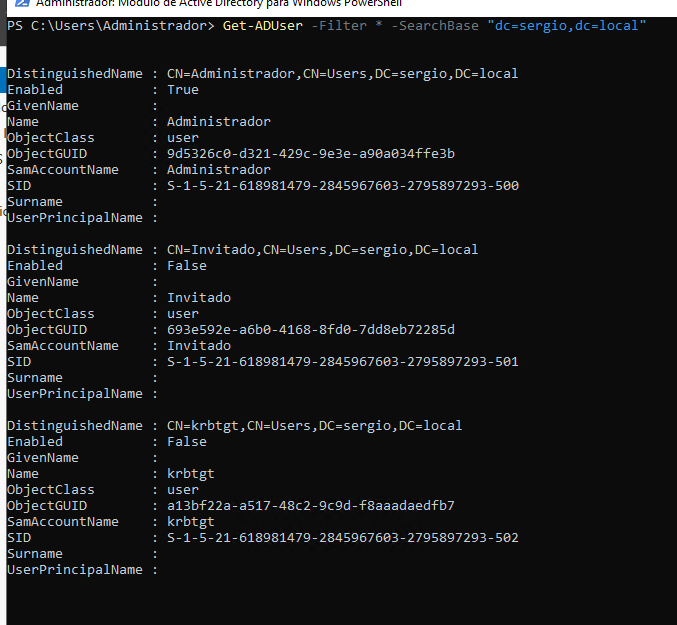 Administrador: Módulo de Active Directory para Windows PowerShell
PS C:\Users\Administrador> Get-ADUser -Filter * -SearchBase "dc=sergio,dc=local"
DistinguishedName : CN=Administrador,CN=Users,DC=sergio,DC=local
Enabled           : True
GivenName         :
Name              : Administrador
ObjectClass       : user
ObjectGUID        : 9d5326c0-d321-429c-9e3e-a90a034ffe3b
SamAccountName    : Administrador
SID               : S-1-5-21-618981479-2845967603-2795897293-500
Surname           :
UserPrincipalName :
DistinguishedName : CN=Invitado,CN=Users,DC=sergio,DC=local
Enabled           : False
GivenName         :
Name              : Invitado
ObjectClass       : user
ObjectGUID        : 693e592e-a6b0-4168-8fd0-7dd8eb72285d
SamAccountName    : Invitado
SID               : S-1-5-21-618981479-2845967603-2795897293-501
Surname           :
UserPrincipalName :
DistinguishedName : CN=krbtgt,CN=Users,DC=sergio,DC=local
Enabled           : False
GivenName         :
Name              : krbtgt
ObjectClass       : user
ObjectGUID        : a13bf22a-a517-48c2-9c9d-f8aaadaedfb7
SamAccountName    : krbtgt
SID               : S-1-5-21-618981479-2845967603-2795897293-502
Surname           :
UserPrincipalName :